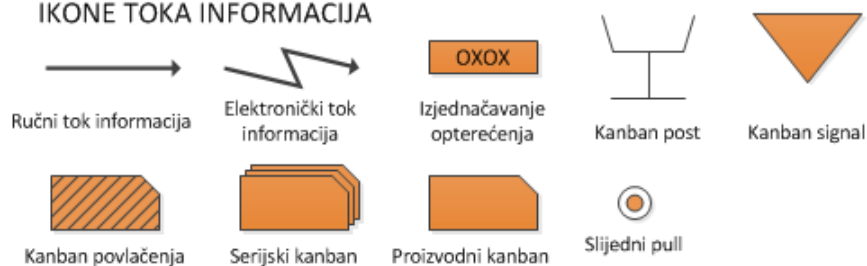 IKONE TOKA INFORMACIJA
OXOX
Ručni tok informacija
Elektronički tok
informacija
Izjednačavanje
opterećenja
Kanban post
Kanban signal
Kanban povlačenja
Serijski kanban
Proizvodni kanban
Slijedni pull